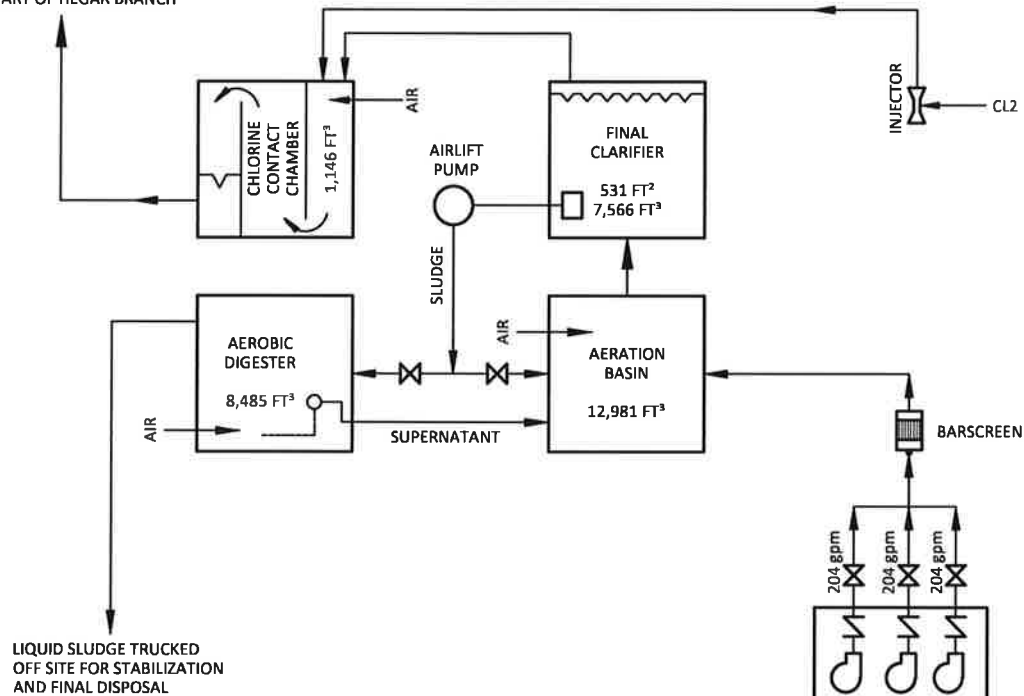 ART OF HEGAR BRANCH
INJECTOR
CL2
AIR
CHLORINE
CONTACT
CHAMBER
1,146 FT³
AIRLIFT
PUMP
FINAL
CLARIFIER
531 FT²
7,566 FT³
SLUDGE
AEROBIC
DIGESTER
8,485 FT³
AIR
SUPERNATANT
AIR
AERATION
BASIN
12,981 FT³
BARSCREEN
204 gpm
204 gpm
204 gpm
LIQUID SLUDGE TRUCKED
OFF SITE FOR STABILIZATION
AND FINAL DISPOSAL